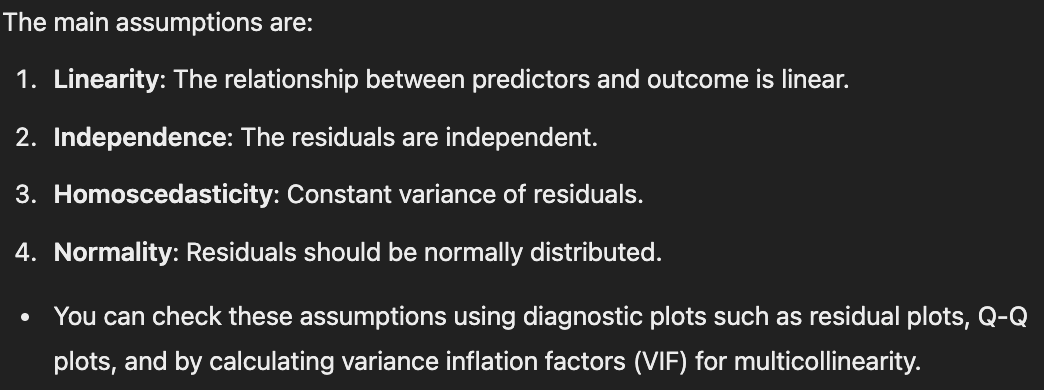 The main assumptions are:
1. Linearity: The relationship between predictors and outcome is linear.
2. Independence: The residuals are independent.
3. Homoscedasticity: Constant variance of residuals.
4. Normality: Residuals should be normally distributed.
• You can check these assumptions using diagnostic plots such as residual plots, Q-Q
plots, and by calculating variance inflation factors (VIF) for multicollinearity.